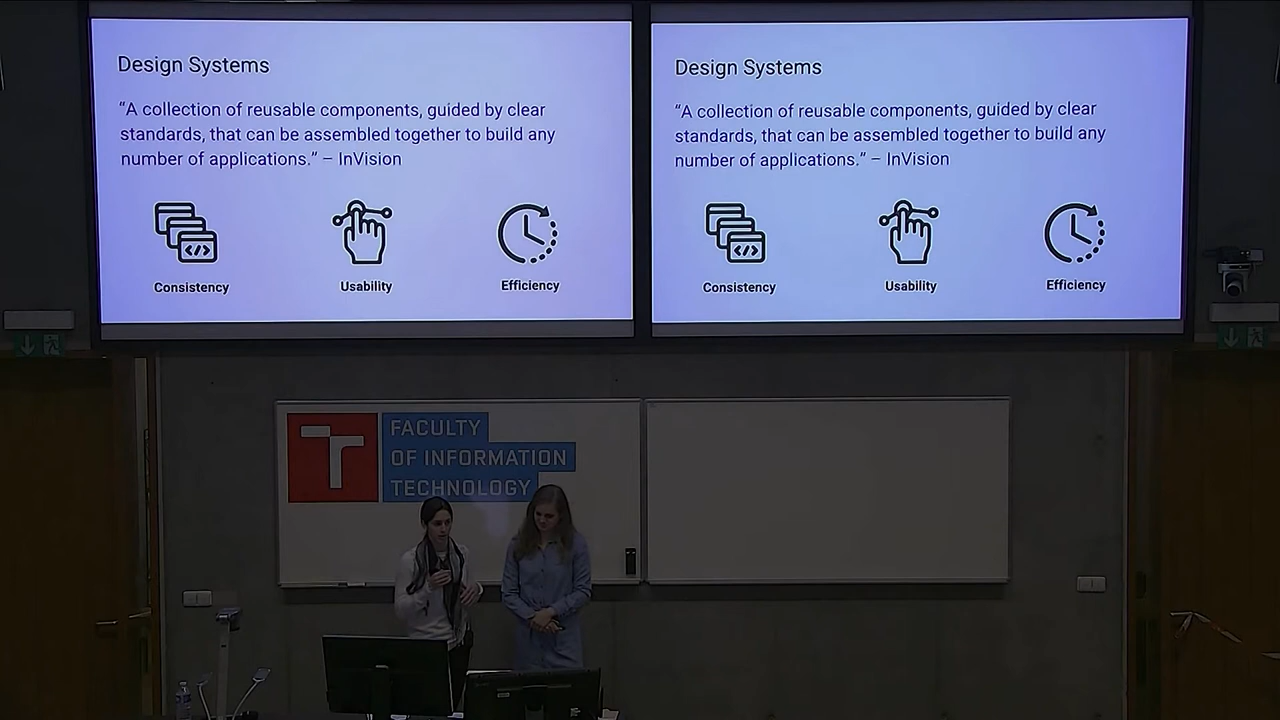 Design Systems
“A collection of reusable components, guided by clear
standards, that can be assembled together to build any
number of applications.” – InVision
Consistency
Usability
Efficiency
Design Systems
“A collection of reusable components, guided by clear
standards, that can be assembled together to build any
number of applications.” – InVision
Consistency
Usability
Efficiency
FACULTY
OF INFORMATION
TECHNOLOGY